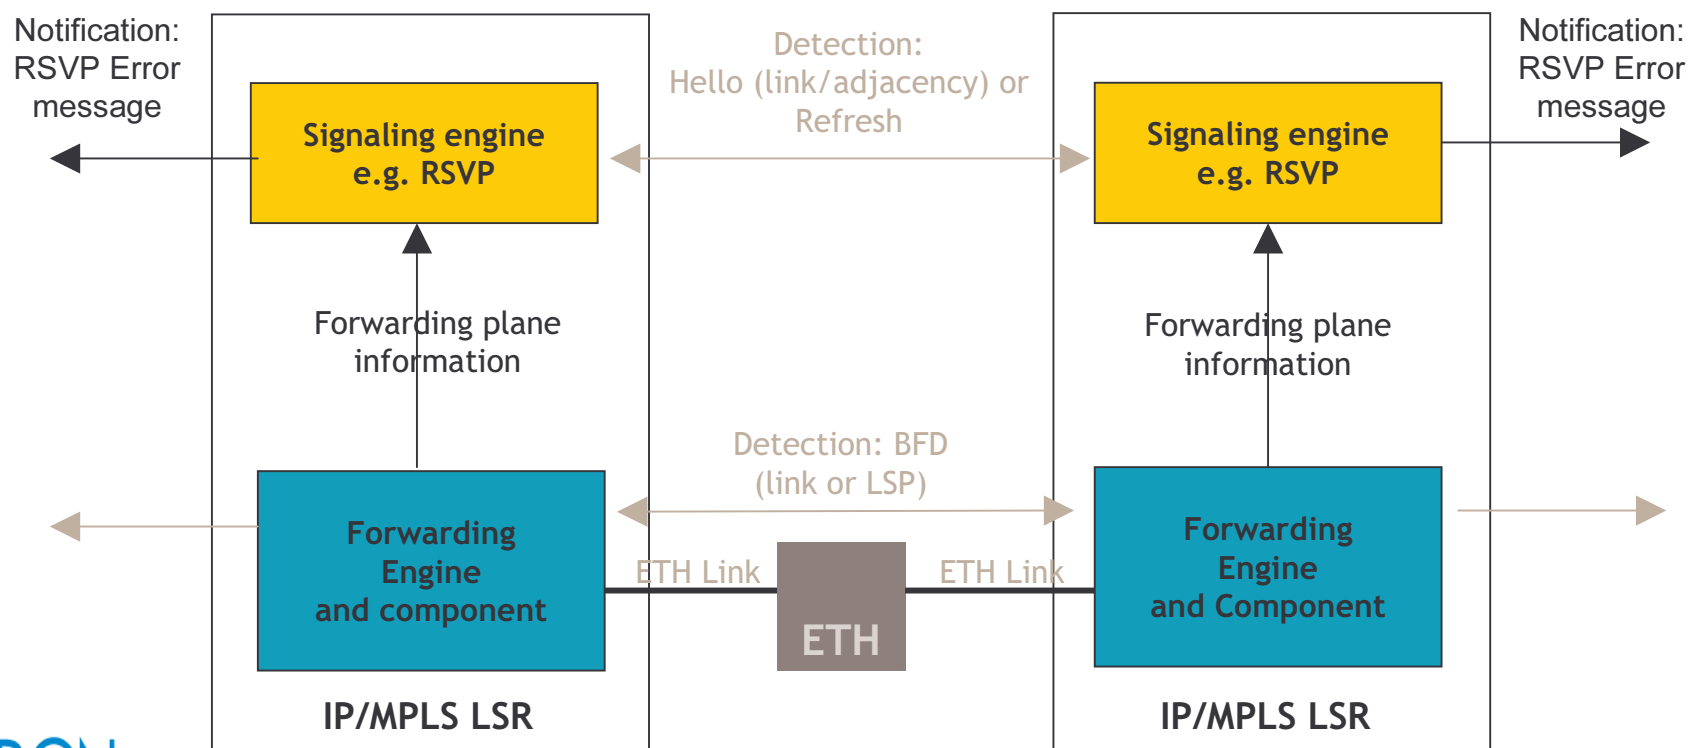 Notification:
RSVP Error
message
Detection:
Hello (link/adjacency) or
Refresh
Notification:
RSVP Error
message
Signaling engine
e.g. RSVP
Signaling engine
e.g. RSVP
Forwarding plane
information
Forwarding plane
information
Detection: BFD
(link or LSP)
Forwarding
Engine
and component
ETH Link
ETH
ETH Link
Forwarding
Engine
and Component
IP/MPLS LSR
IP/MPLS LSR